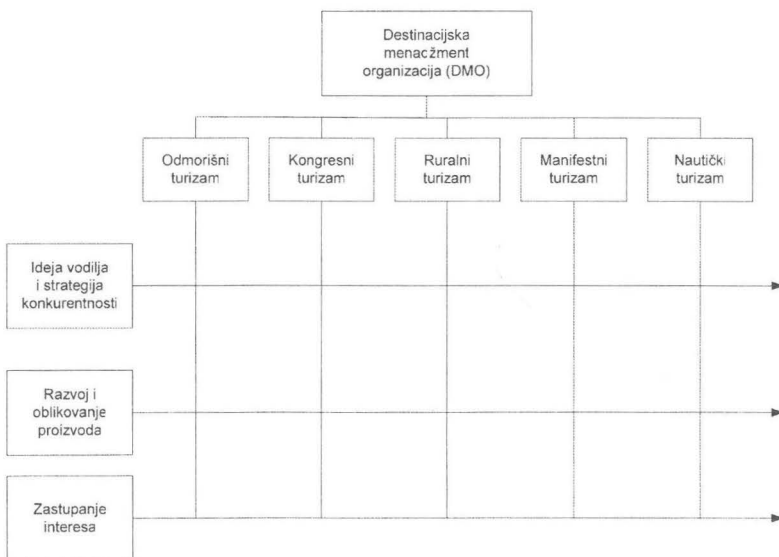 Destinacijska
menadžment
organizacija (DMO)
Odmorišni
turizam
Kongresni
turizam
Ruralni
turizam
Manifestni
turizam
Nautički
turizam
Ideja vodilja
i strategija
konkurentnosti
Razvoj i
oblikovanje
proizvoda
Zastupanje
interesa